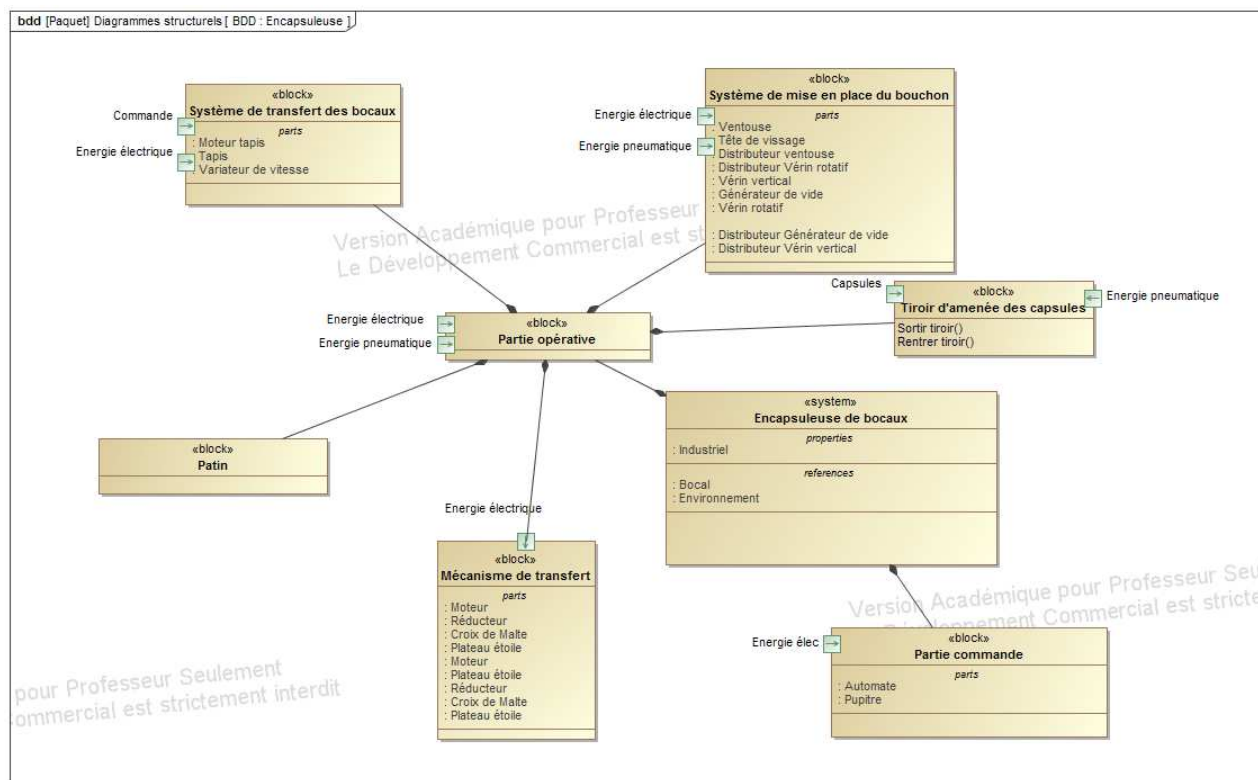 bdd [Paquet] Diagrammes structurels [ BDD : Encapsuleuse ]
«block»
Système de transfert des bocaux
Commande
Energie électrique
parts
: Moteur tapis
: Tapis
: Variateur de vitesse
«block»
Système de mise en place du bouchon
Energie électrique
Energie pneumatique
parts
: Ventouse
: Tête de vissage
: Distributeur ventouse
: Distributeur Vérin rotatif
: Vérin vertical
: Générateur de vide
: Vérin rotatif
: Distributeur Générateur de vide
: Distributeur Vérin vertical
Version Académique pour Professeur
Le Développement Commercial est
Capsules
Energie pneumatique
«block»
Tiroir d'amenée des capsules
Sortir tiroir()
Rentrer tiroir()
Energie électrique
Energie pneumatique
«block»
Partie opérative
«system»
Encapsuleuse de bocaux
properties
: Industriel
references
: Bocal
: Environnement
«block»
Patin
Energie électrique
«block»
Mécanisme de transfert
parts
: Moteur
: Réducteur
: Croix de Malte
: Plateau étoile
: Moteur
: Plateau étoile
: Réducteur
: Croix de Malte
: Plateau étoile
Version Académique pour Professeur Seu
Développement Commercial est stricte
Energie élec
«block»
Partie commande
parts
: Automate
: Pupitre
pour Professeur Seulement
Commercial est strictement interdit